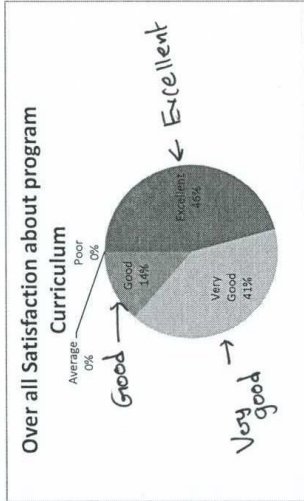 Over all Satisfaction about program
Curriculum
Average
0%
Poor
0%
Good
14%
Good
Excellent
46%
Excellent
Very
Good
41%
Very
good